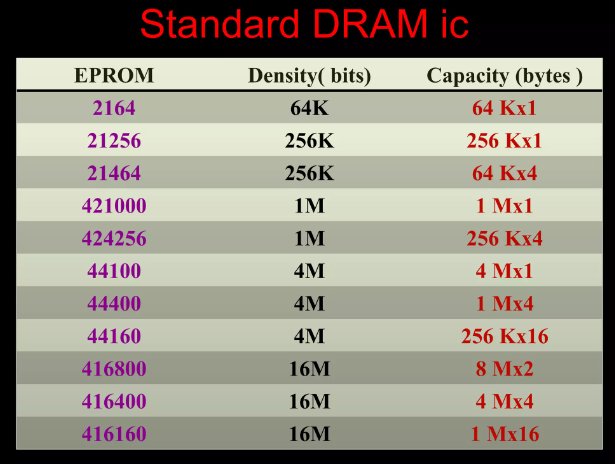 Standard DRAM ic
EPROM Density( bits) Capacity (bytes )
2164 64K 64 Kx1
21256 256K 256 Kx1
21464 256K 64 Kx4
421000 1M 1 Mx1
424256 1M 256 Kx4
44100 4M 4 Mx1
44400 4M 1 Mx4
44160 4M 256 Kx16
416800 16M 8 Mx2
416400 16M 4 Mx4
416160 16M 1 Mx16